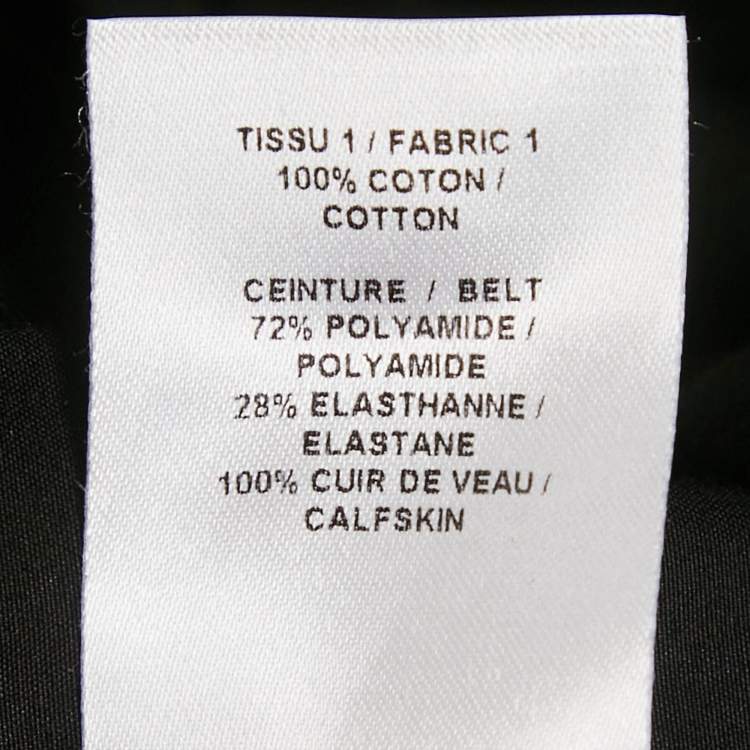 TISSU 1 / FABRIC 1
100% COTON /
COTTON
CEINTURE / BELT
72% POLYAMIDE /
POLYAMIDE
28% ELASTHANNE /
ELASTANE
100% CUIR DE VEAU /
CALFSKIN